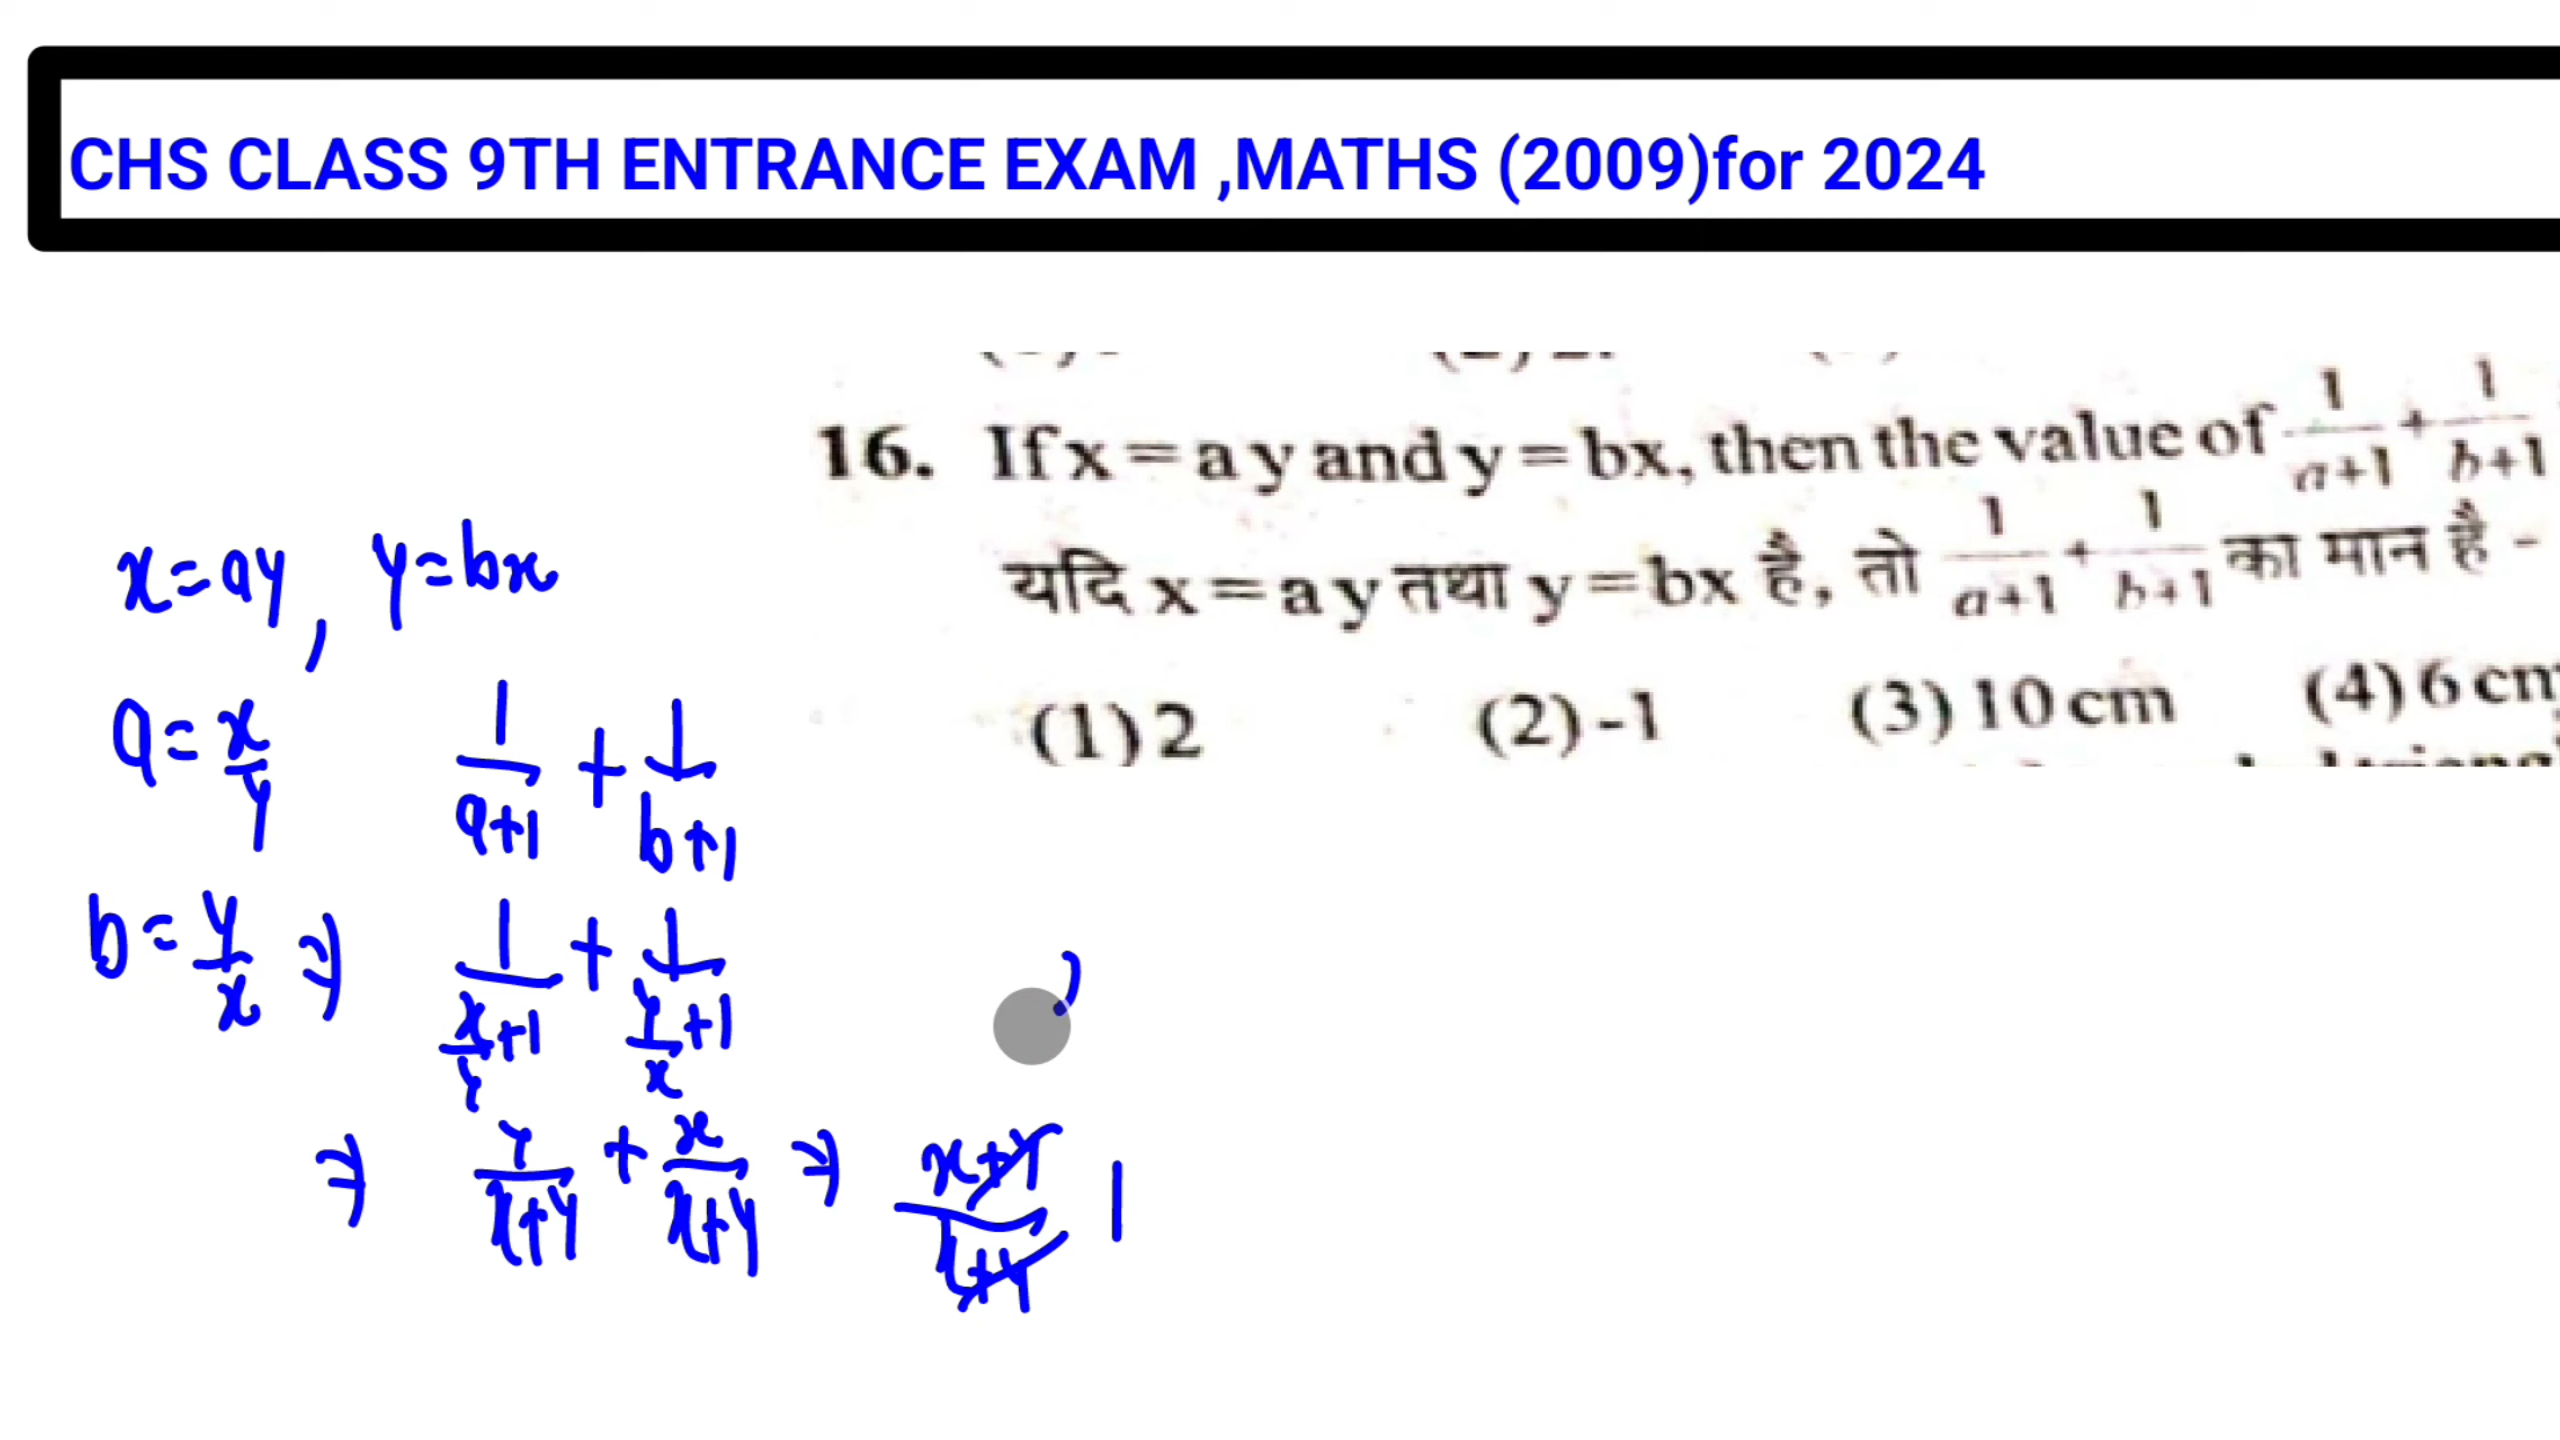 CHS CLASS 9TH ENTRANCE EXAM ,MATHS (2009)for 2024
16. If x = a y and y = bx, then the value of 1/(a+1) + 1/(b+1)
यदि x = a y तथा y = bx है, तो 1/(a+1) + 1/(b+1) का मान है -
(1) 2 (2) -1 (3) 10 cm (4) 6 cm
x=ay, y=bx
a=x/y 1/(a+1) + 1/(b+1)
b=y/x ⇒ 1/(x/y+1) + 1/(y/x+1)
⇒ y/(x+y) + x/(x+y) ⇒ (x+y)/(x+y) 1